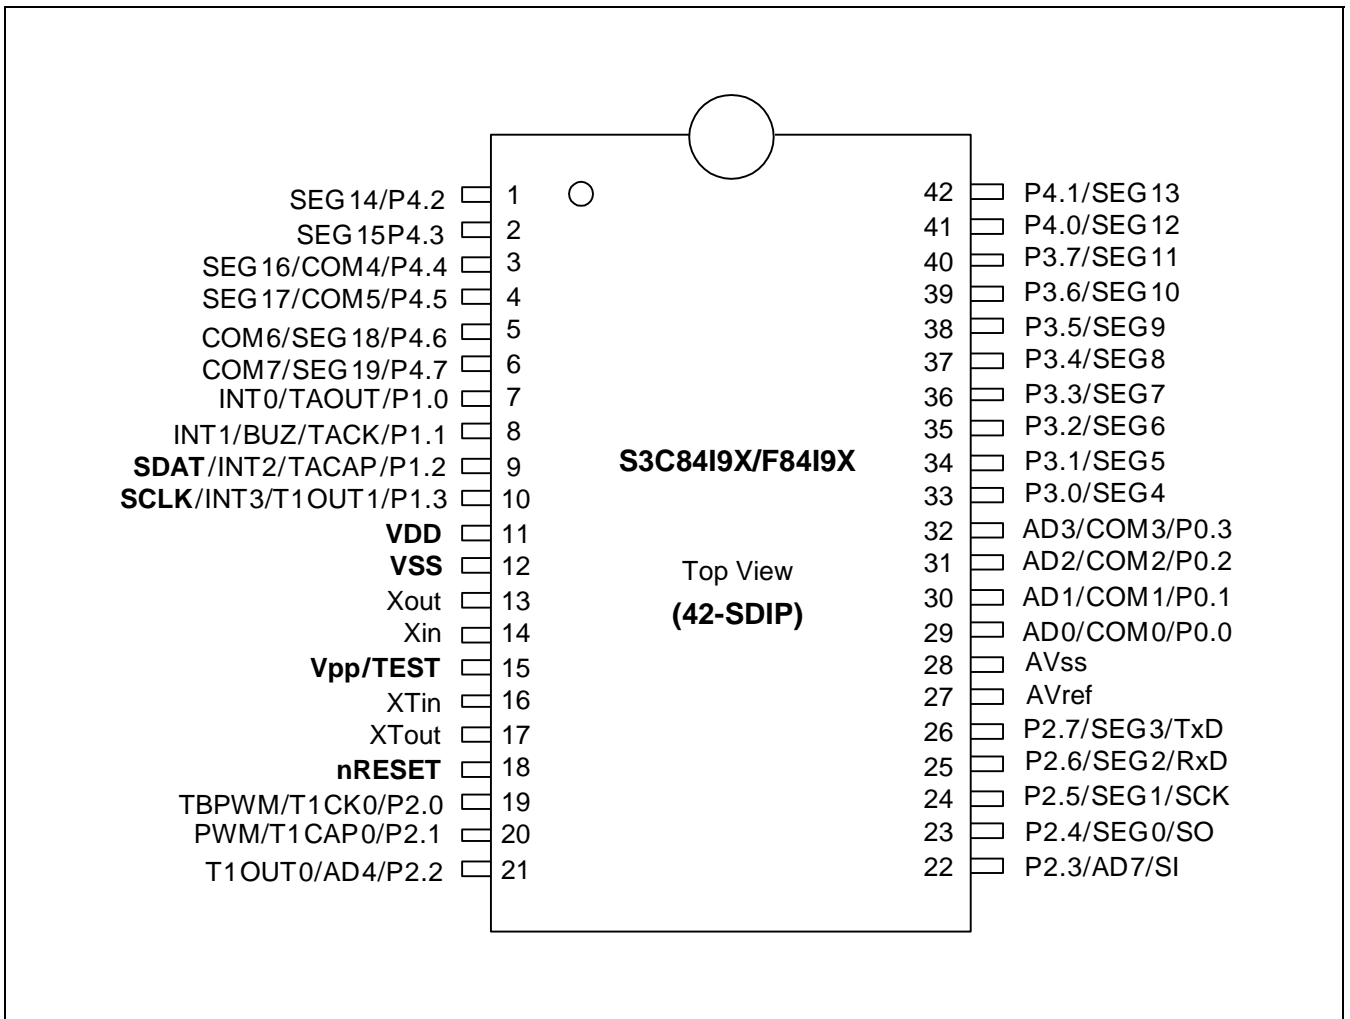 SEG14/P4.2 1 42 P4.1/SEG13
SEG15P4.3 2 41 P4.0/SEG12
SEG16/COM4/P4.4 3 40 P3.7/SEG11
SEG17/COM5/P4.5 4 39 P3.6/SEG10
COM6/SEG18/P4.6 5 38 P3.5/SEG9
COM7/SEG19/P4.7 6 37 P3.4/SEG8
INT0/TAOUT/P1.0 7 36 P3.3/SEG7
INT1/BUZ/TACK/P1.1 8 35 P3.2/SEG6
SDAT/INT2/TACAP/P1.2 9 S3C84I9X/F84I9X 34 P3.1/SEG5
SCLK/INT3/T1OUT1/P1.3 10 33 P3.0/SEG4
VDD 11 32 AD3/COM3/P0.3
VSS 12 Top View 31 AD2/COM2/P0.2
Xout 13 (42-SDIP) 30 AD1/COM1/P0.1
Xin 14 29 AD0/COM0/P0.0
Vpp/TEST 15 28 AVss
XTin 16 27 AVref
XTout 17 26 P2.7/SEG3/TxD
nRESET 18 25 P2.6/SEG2/RxD
TBPWM/T1CK0/P2.0 19 24 P2.5/SEG1/SCK
PWM/T1CAP0/P2.1 20 23 P2.4/SEG0/SO
T1OUT0/AD4/P2.2 21 22 P2.3/AD7/SI